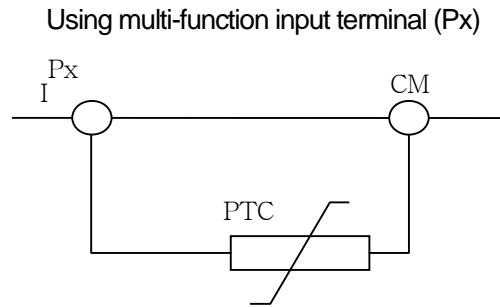 Using multi-function input terminal (Px)
Px
I
CM
PTC